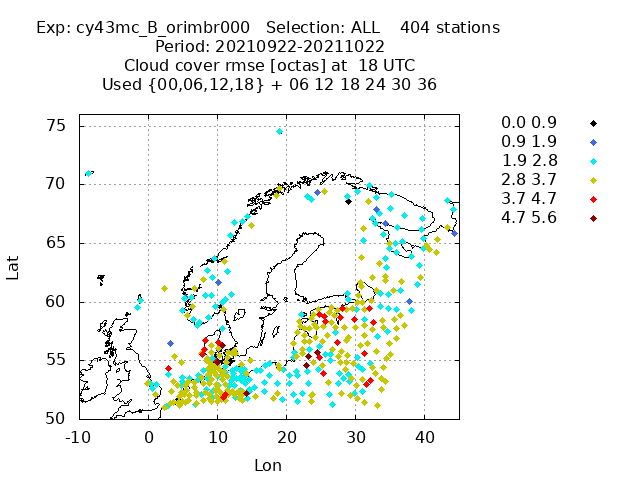 Exp: cy43mc_B_orimbr000   Selection: ALL    404 stations
Period: 20210922-20211022
Cloud cover rmse [octas] at  18 UTC
Used {00,06,12,18} + 06 12 18 24 30 36
0.0 0.9
0.9 1.9
1.9 2.8
2.8 3.7
3.7 4.7
4.7 5.6
Lat
75
70
65
60
55
50
-10 0 10 20 30 40
Lon